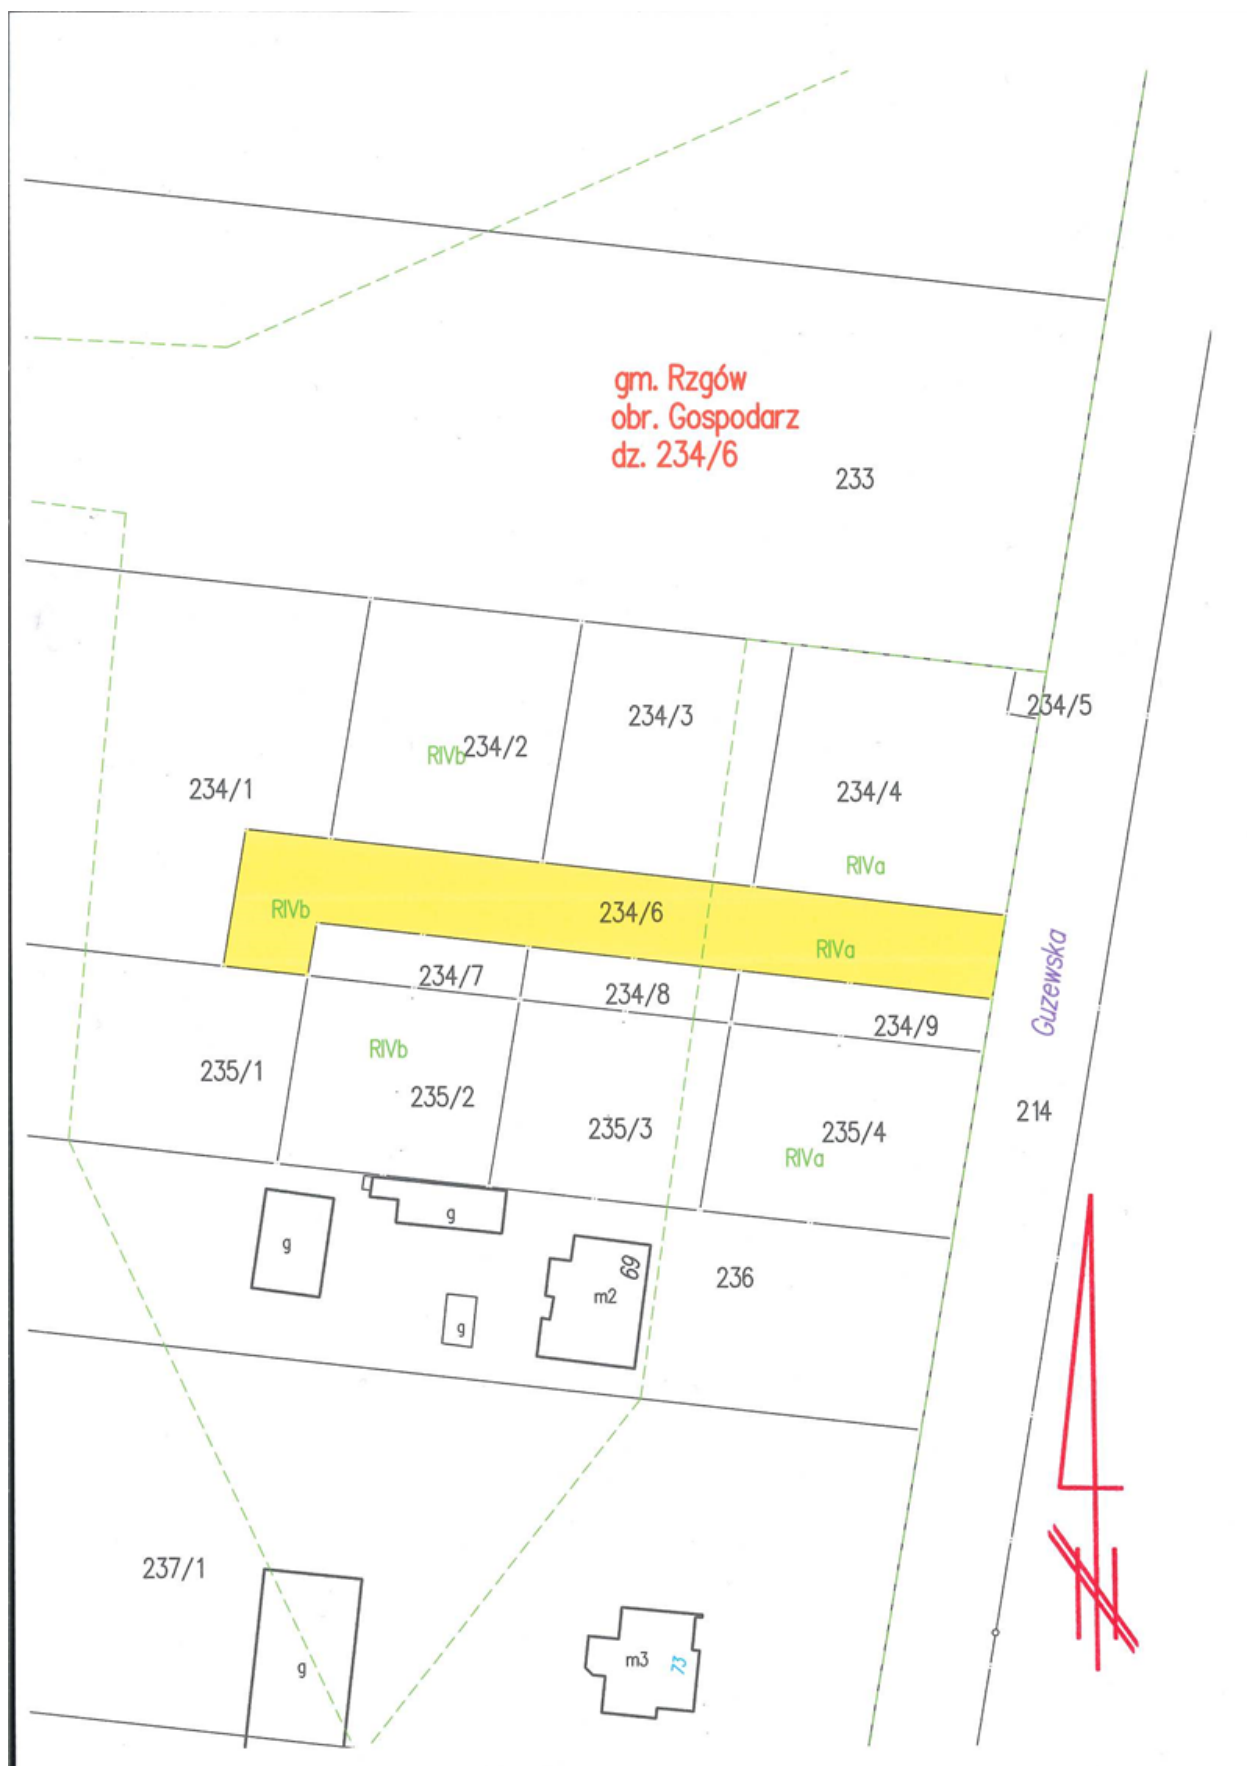 gm. Rzgów
obr. Gospodarz
dz. 234/6
233
234/5
234/3
234/2
RIVb
234/1
234/4
RIVa
234/6
RIVb
RIVa
Guzewska
234/7
234/8
234/9
RIVb
235/1
235/2
235/3
235/4
RIVa
214
g
g
g
m2
69
236
237/1
g
m3
73